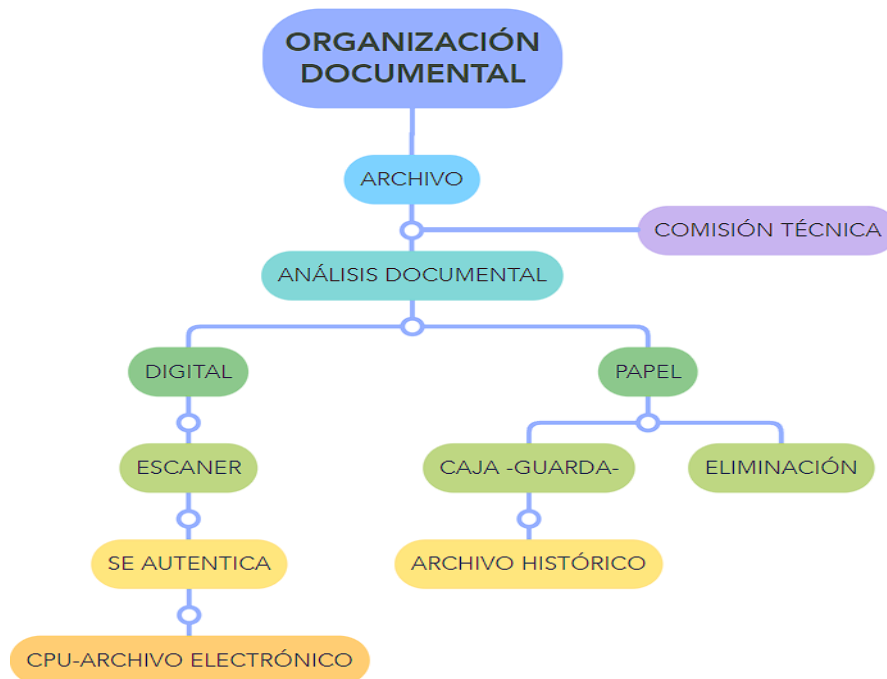 ORGANIZACIÓN
DOCUMENTAL
ARCHIVO
COMISIÓN TÉCNICA
ANÁLISIS DOCUMENTAL
DIGITAL
PAPEL
ESCANER
CAJA -GUARDA-
ELIMINACIÓN
SE AUTENTICA
ARCHIVO HISTÓRICO
CPU-ARCHIVO ELECTRÓNICO